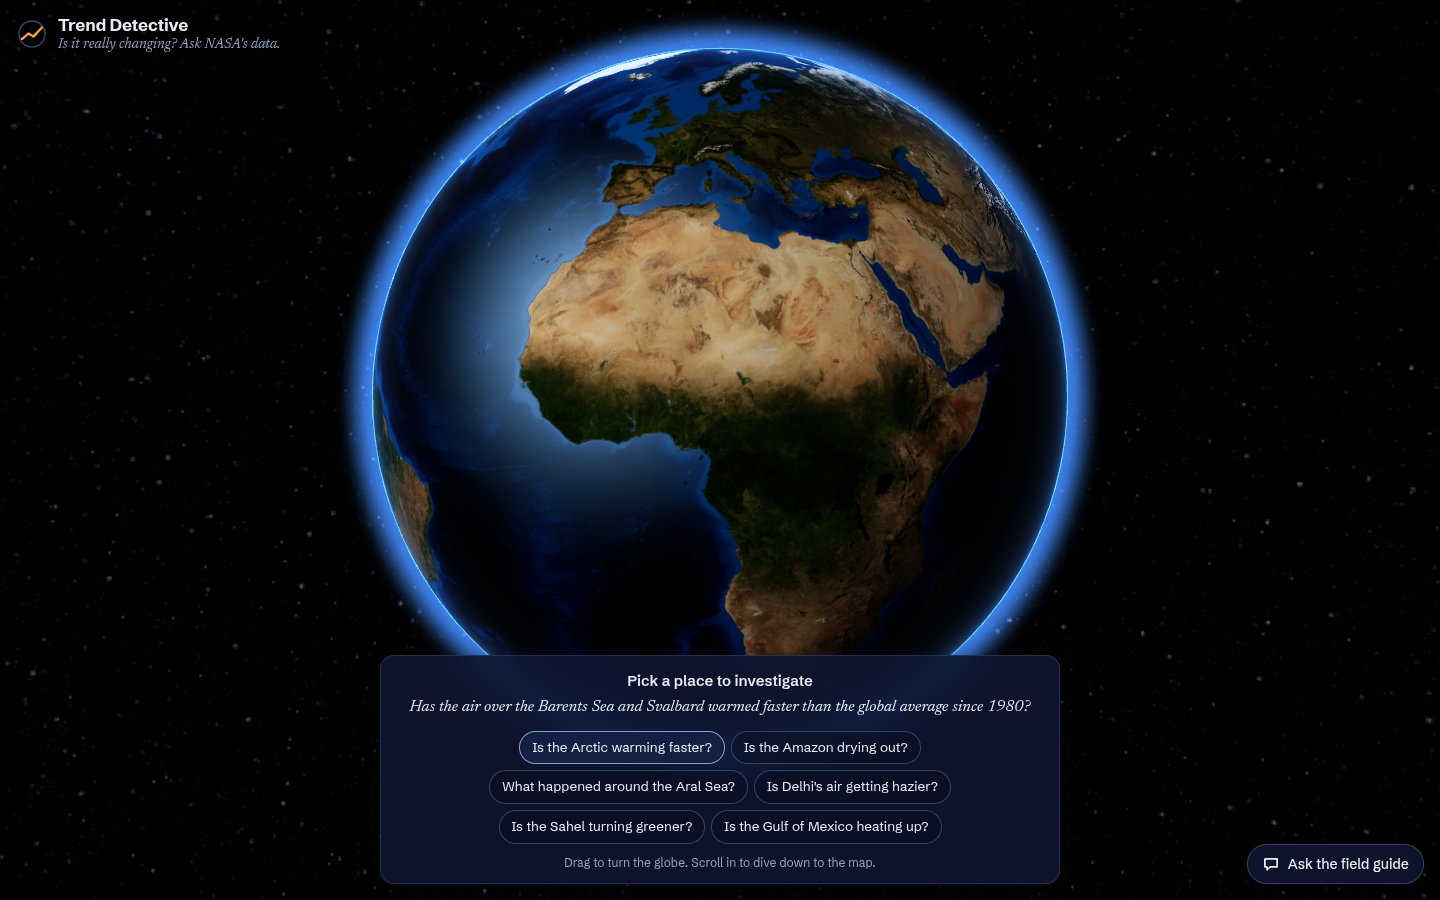 Trend Detective
Is it really changing? Ask NASA's data.
Pick a place to investigate
Has the air over the Barents Sea and Svalbard warmed faster than the global average since 1980?
Is the Arctic warming faster?
Is the Amazon drying out?
What happened around the Aral Sea?
Is Delhi's air getting hazier?
Is the Sahel turning greener?
Is the Gulf of Mexico heating up?
Drag to turn the globe. Scroll in to dive down to the map.
Ask the field guide